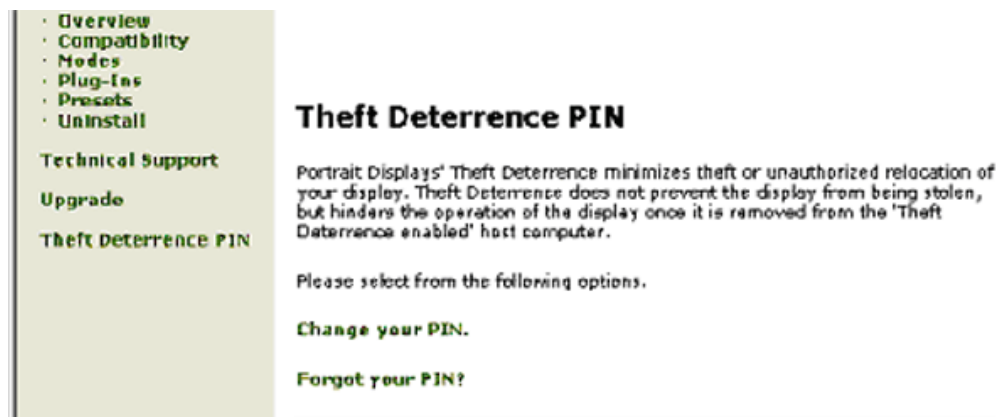 · Overview
· Compatibility
· Modes
· Plug-Ins
· Presets
· Uninstall
Technical Support
Upgrade
Theft Deterrence PIN
Theft Deterrence PIN
Portrait Displays' Theft Deterrence minimizes theft or unauthorized relocation of
your display. Theft Deterrence does not prevent the display from being stolen,
but hinders the operation of the display once it is removed from the 'Theft
Deterrence enabled' host computer.
Please select from the following options.
Change your PIN.
Forgot your PIN?